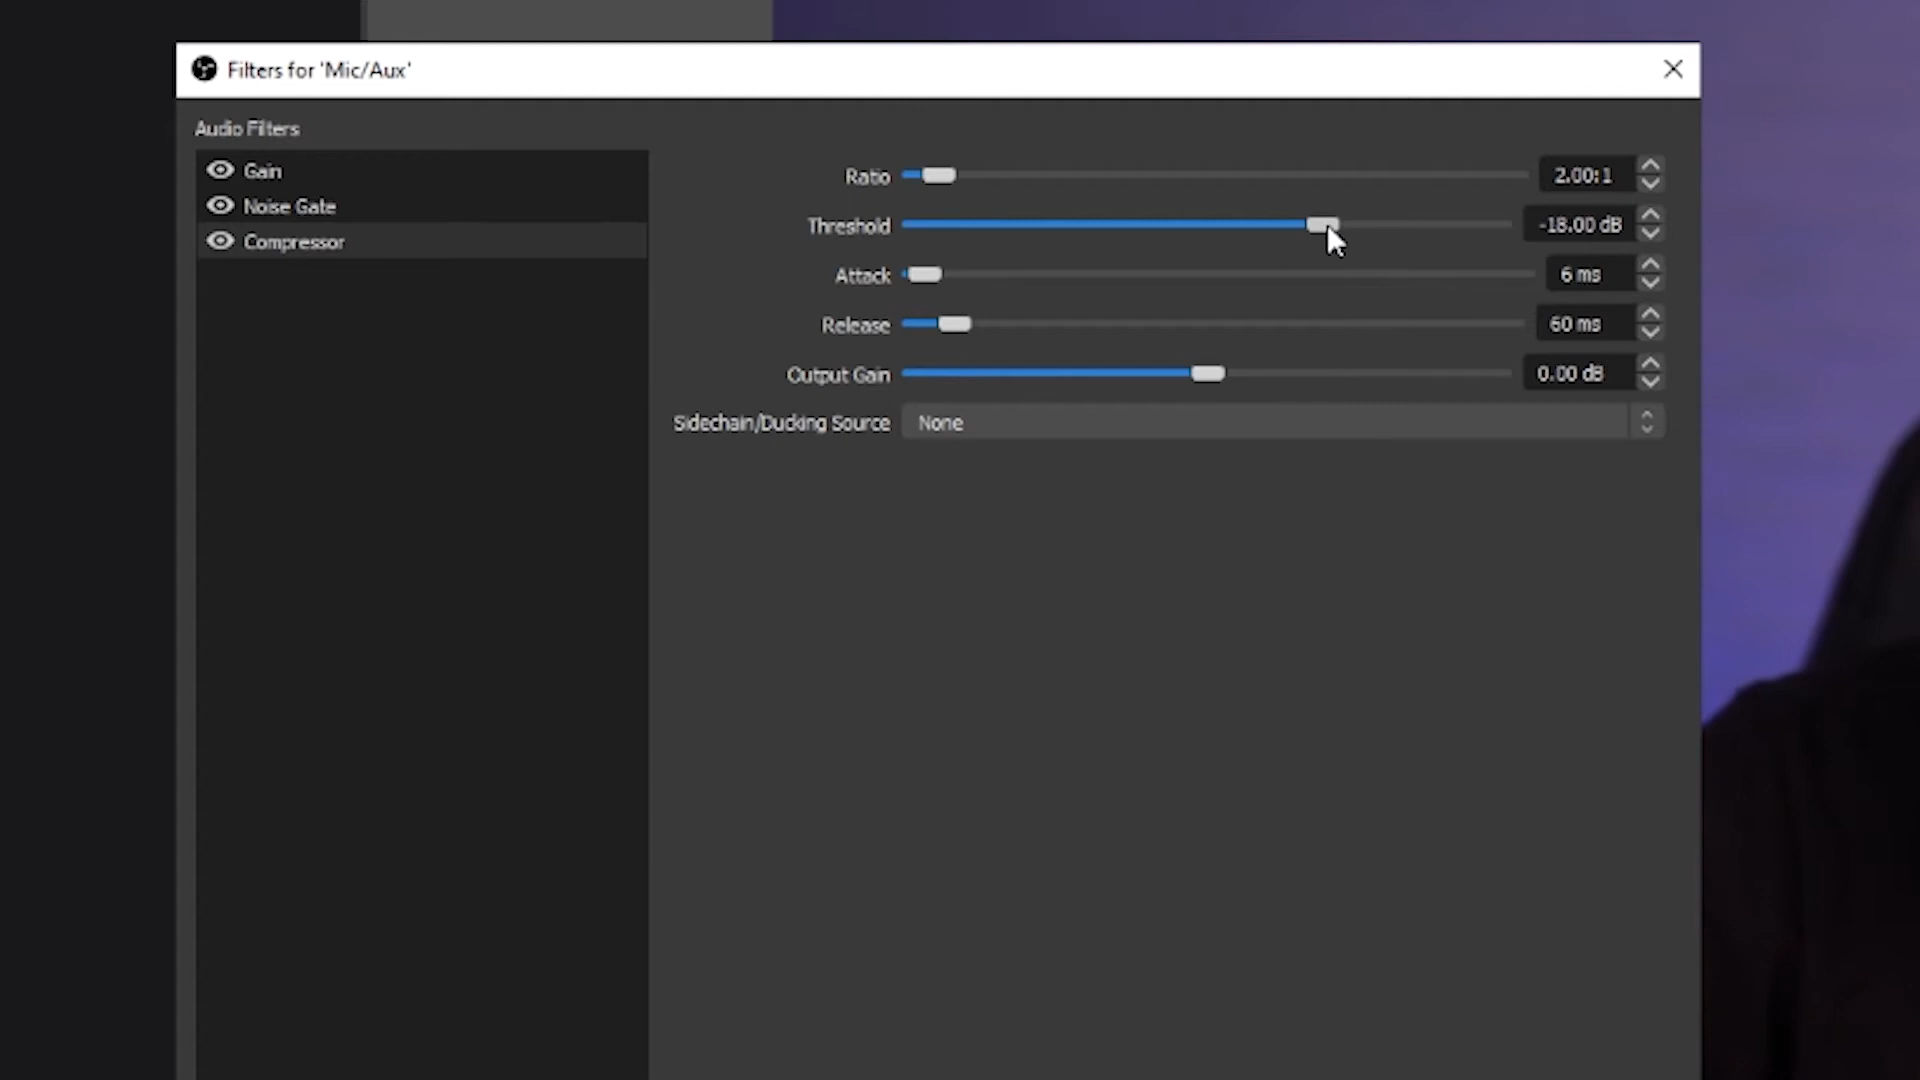 Filters for 'Mic/Aux'
Audio Filters
Gain
Noise Gate
Compressor
Ratio 2.00:1
Threshold -18.00 dB
Attack 6 ms
Release 60 ms
Output Gain 0.00 dB
Sidechain/Ducking Source None